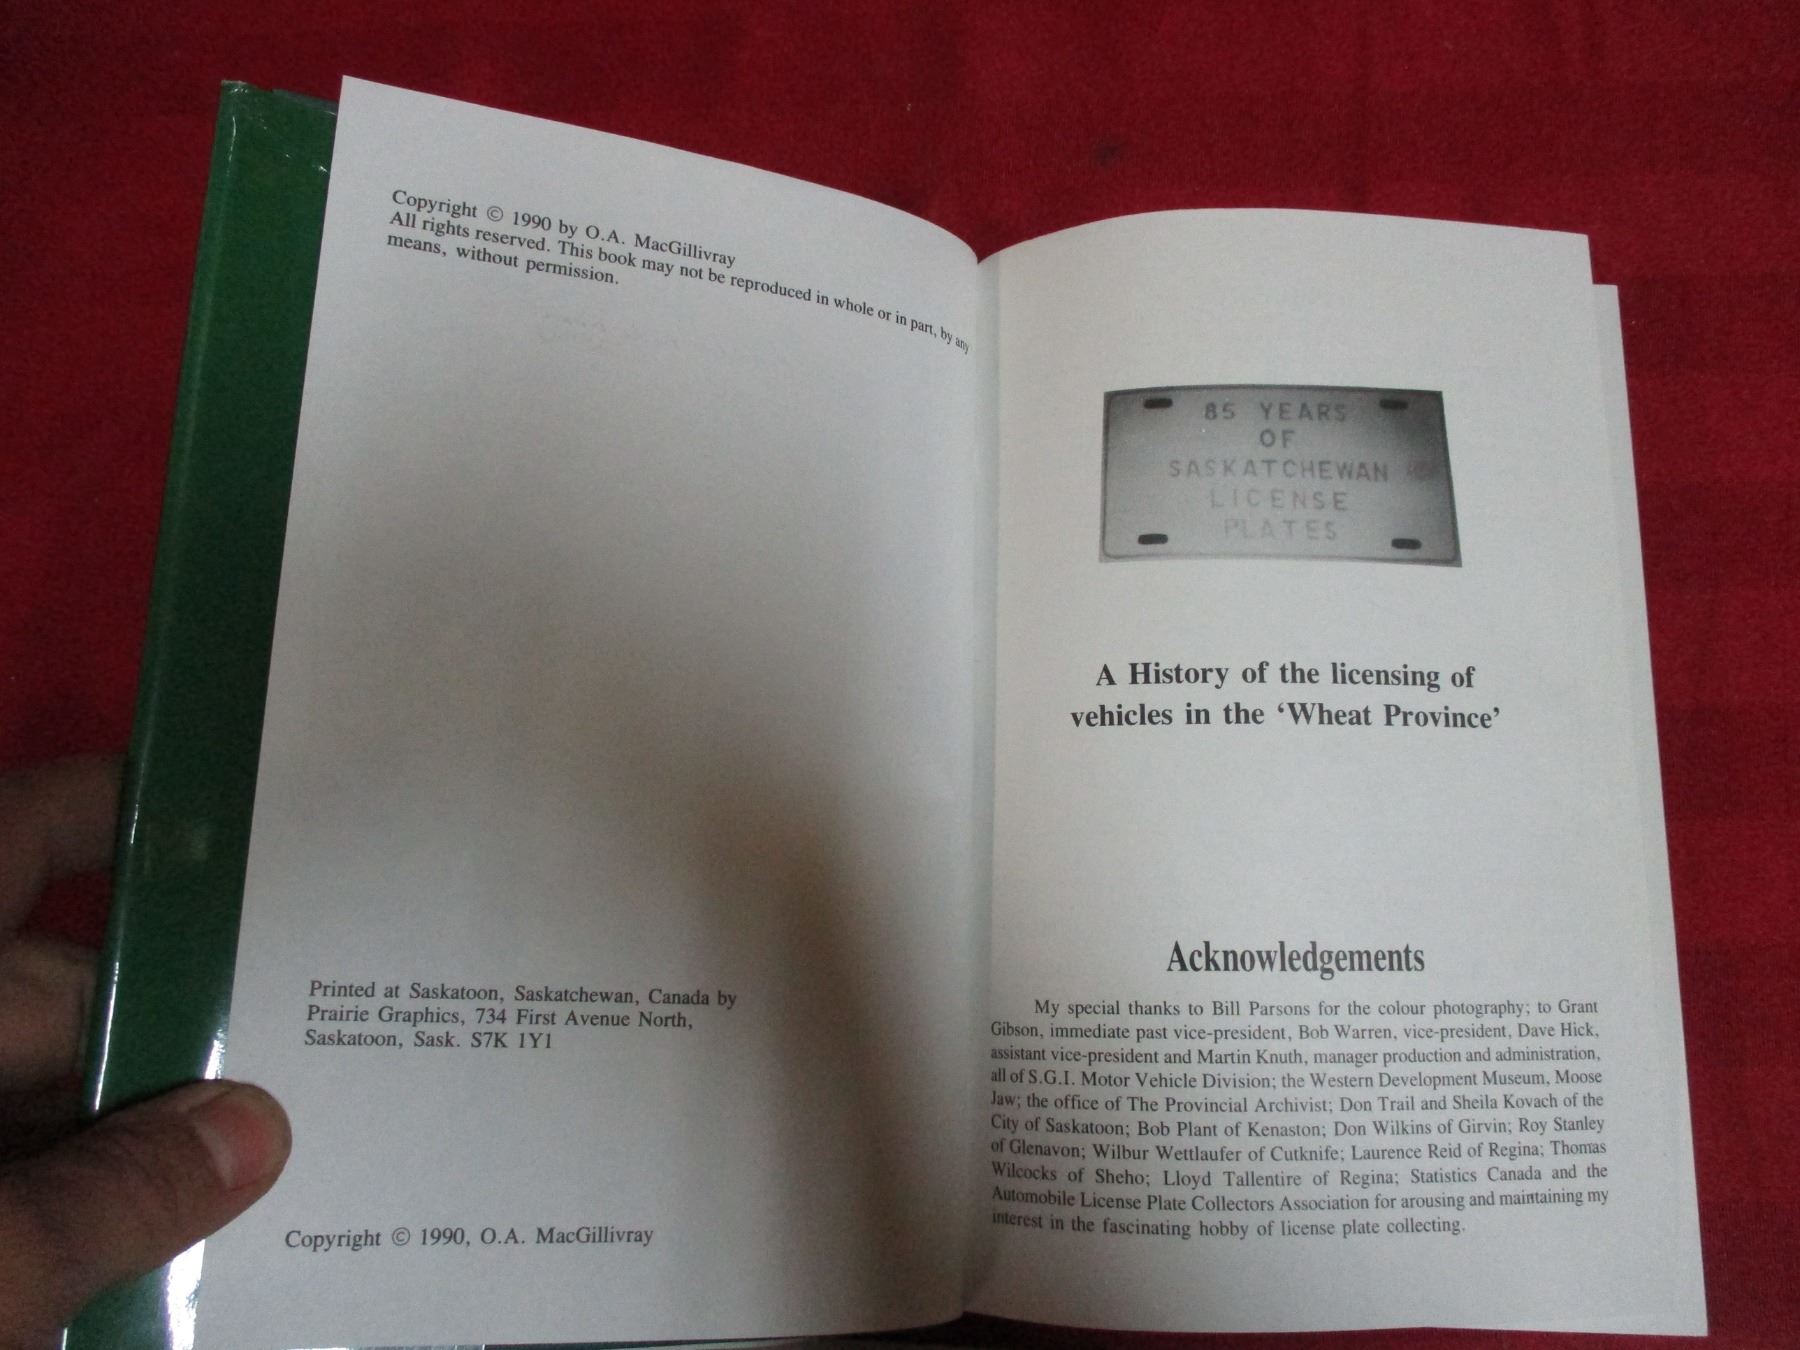 Copyright © 1990 by O.A. MacGillivray
All rights reserved. This book may not be reproduced in whole or in part, by any
means, without permission.
Printed at Saskatoon, Saskatchewan, Canada by
Prairie Graphics, 734 First Avenue North,
Saskatoon, Sask. S7K 1Y1
Copyright © 1990, O.A. MacGillivray
85 YEARS
OF
SASKATCHEWAN
LICENSE
PLATES
A History of the licensing of
vehicles in the ‘Wheat Province’
Acknowledgements
My special thanks to Bill Parsons for the colour photography; to Grant
Gibson, immediate past vice-president, Bob Warren, vice-president, Dave Hick,
assistant vice-president and Martin Knuth, manager production and administration,
all of S.G.I. Motor Vehicle Division; the Western Development Museum, Moose
Jaw; the office of The Provincial Archivist; Don Trail and Sheila Kovach of the
City of Saskatoon; Bob Plant of Kenaston; Don Wilkins of Girvin; Roy Stanley
of Glenavon; Wilbur Wettlaufer of Cutknife; Laurence Reid of Regina; Thomas
Wilcocks of Sheho; Lloyd Tallentire of Regina; Statistics Canada and the
Automobile License Plate Collectors Association for arousing and maintaining my
interest in the fascinating hobby of license plate collecting.